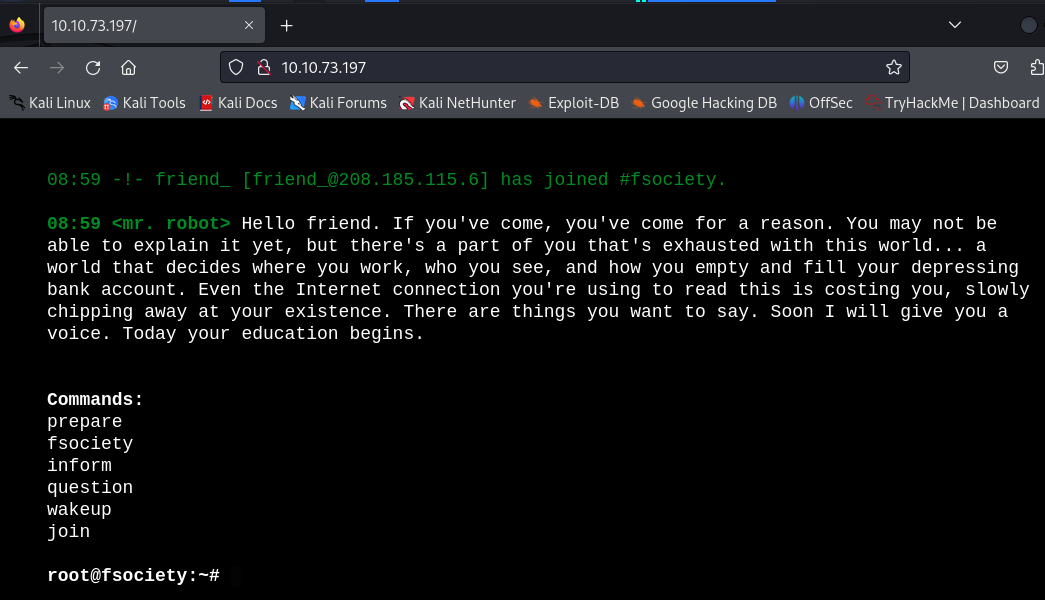 10.10.73.197/
10.10.73.197
Kali Linux Kali Tools Kali Docs Kali Forums Kali NetHunter Exploit-DB Google Hacking DB OffSec TryHackMe | Dashboard
08:59 -!- friend_ [friend_@208.185.115.6] has joined #fsociety.
08:59 <mr. robot> Hello friend. If you've come, you've come for a reason. You may not be
able to explain it yet, but there's a part of you that's exhausted with this world... a
world that decides where you work, who you see, and how you empty and fill your depressing
bank account. Even the Internet connection you're using to read this is costing you, slowly
chipping away at your existence. There are things you want to say. Soon I will give you a
voice. Today your education begins.
Commands:
prepare
fsociety
inform
question
wakeup
join
root@fsociety:~#